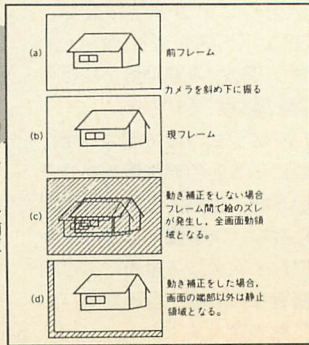 (a)
前フレーム
カメラを斜め下に振る
(b)
現フレーム
(c)
動き補正をしない場合
フレーム間で絵のズレ
が発生し，全画面動領
域となる。
(d)
動き補正をした場合，
画面の端部以外は静止
領域となる。